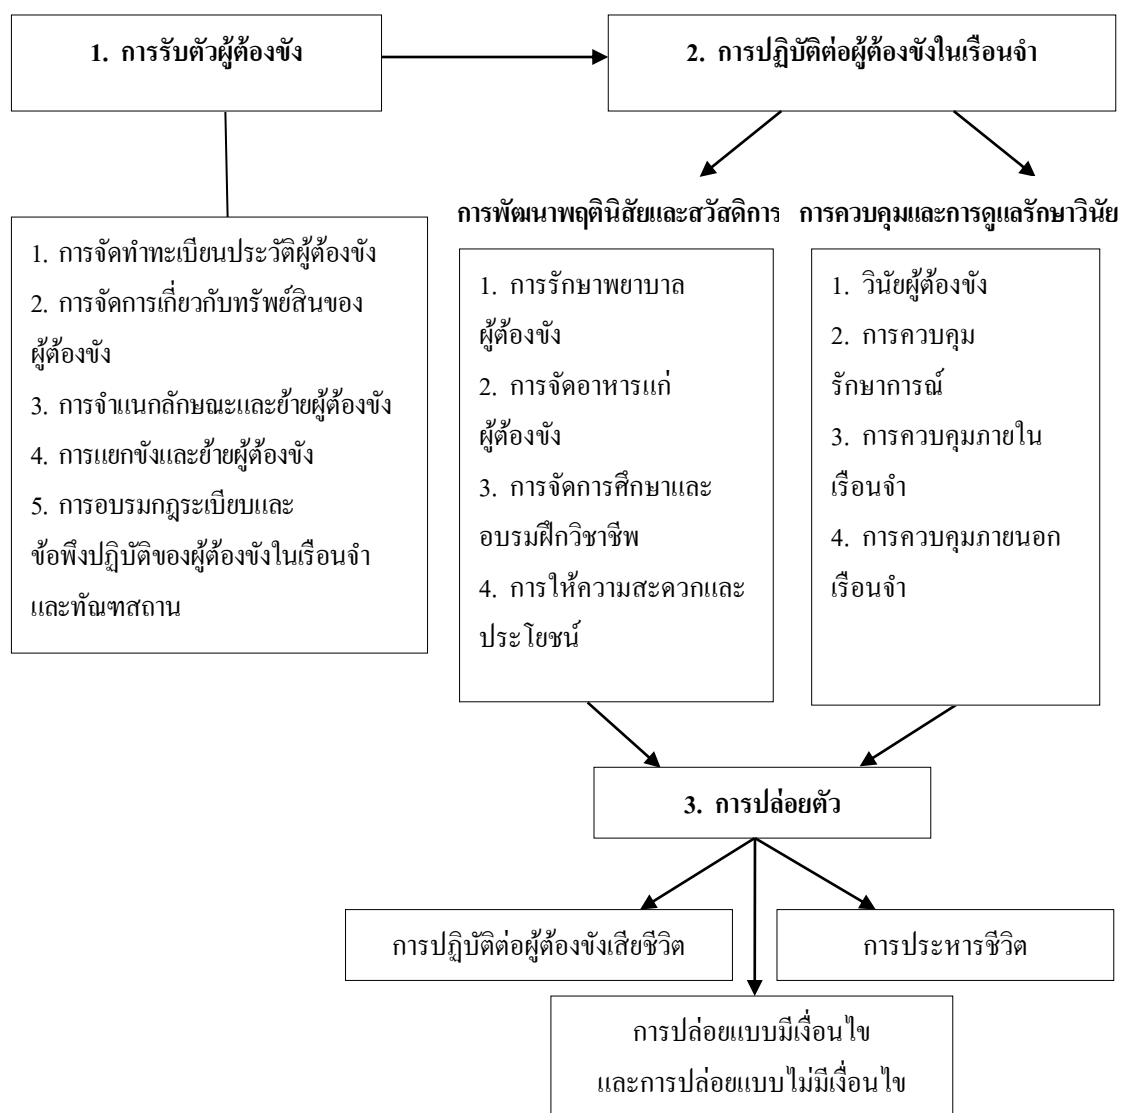 1. การรับตัวผู้ต้องขัง
2. การปฏิบัติต่อผู้ต้องขังในเรือนจำ
1. การจัดทำทะเบียนประวัติผู้ต้องขัง
2. การจัดการเกี่ยวกับทรัพย์สินของ
ผู้ต้องขัง
3. การจำแนกลักษณะและย้ายผู้ต้องขัง
4. การแยกขังและย้ายผู้ต้องขัง
5. การอบรมกฎระเบียบและ
ข้อพึงปฏิบัติของผู้ต้องขังในเรือนจำ
และทัณฑสถาน
การพัฒนาพฤตินิสัยและสวัสดิการ
1. การรักษาพยาบาล
ผู้ต้องขัง
2. การจัดอาหารแก่
ผู้ต้องขัง
3. การจัดการศึกษาและ
อบรมฝึกวิชาชีพ
4. การให้ความสะดวกและ
ประโยชน์
การควบคุมและการดูแลรักษาวินัย
1. วินัยผู้ต้องขัง
2. การควบคุม
รักษาการณ์
3. การควบคุมภายใน
เรือนจำ
4. การควบคุมภายนอก
เรือนจำ
3. การปล่อยตัว
การปฏิบัติต่อผู้ต้องขังเสียชีวิต
การประหารชีวิต
การปล่อยแบบมีเงื่อนไข
และการปล่อยแบบไม่มีเงื่อนไข